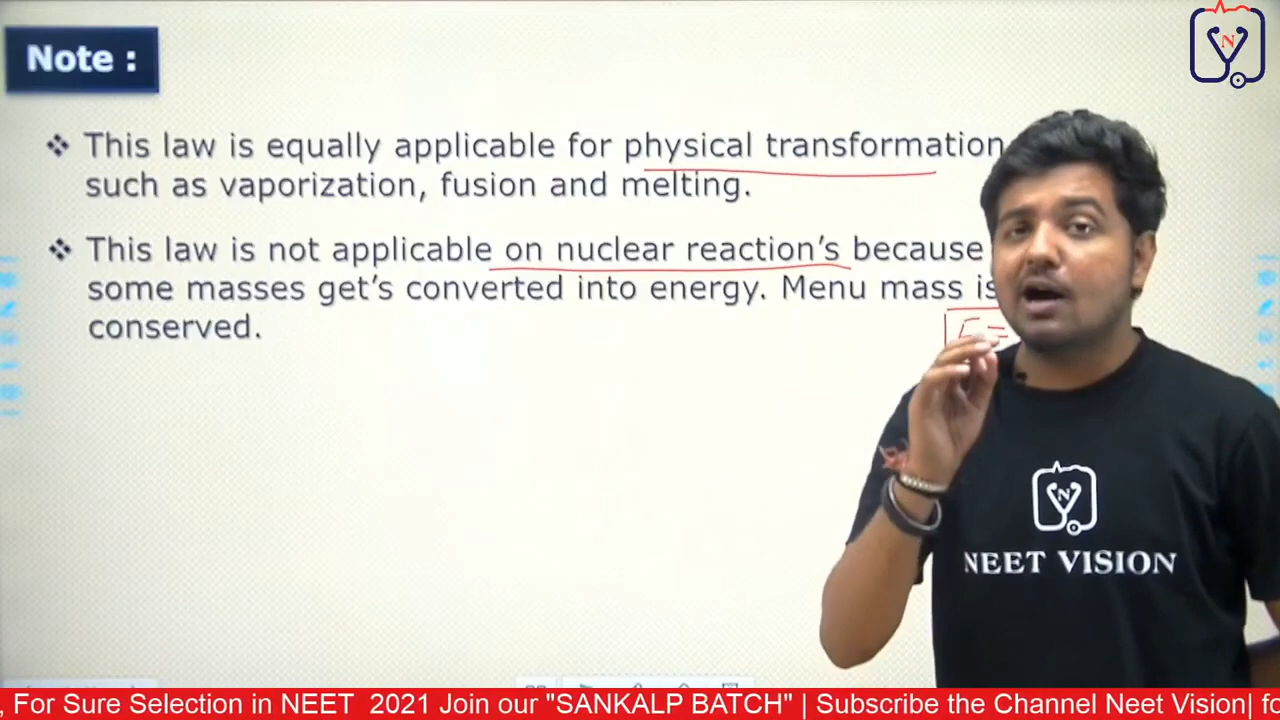 Note :
N
❖ This law is equally applicable for physical transformation
such as vaporization, fusion and melting.
❖ This law is not applicable on nuclear reaction's because
some masses get's converted into energy. Menu mass is
conserved.
E=
N
NEET VISION
, For Sure Selection in NEET 2021 Join our "SANKALP BATCH" | Subscribe the Channel Neet Vision| fo